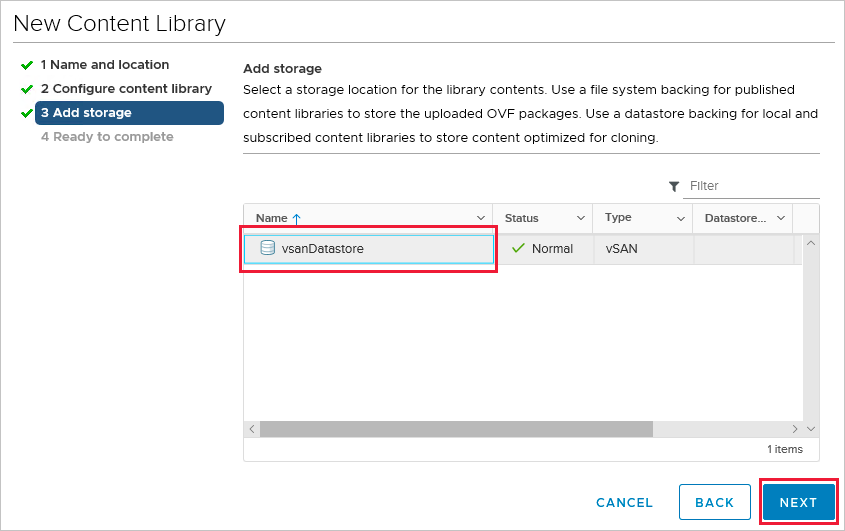 New Content Library
1 Name and location
2 Configure content library
3 Add storage
4 Ready to complete
Add storage
Select a storage location for the library contents. Use a file system backing for published
content libraries to store the uploaded OVF packages. Use a datastore backing for local and
subscribed content libraries to store content optimized for cloning.
Filter
Name Status Type Datastore...
vsanDatastore Normal vSAN
1 items
CANCEL BACK NEXT